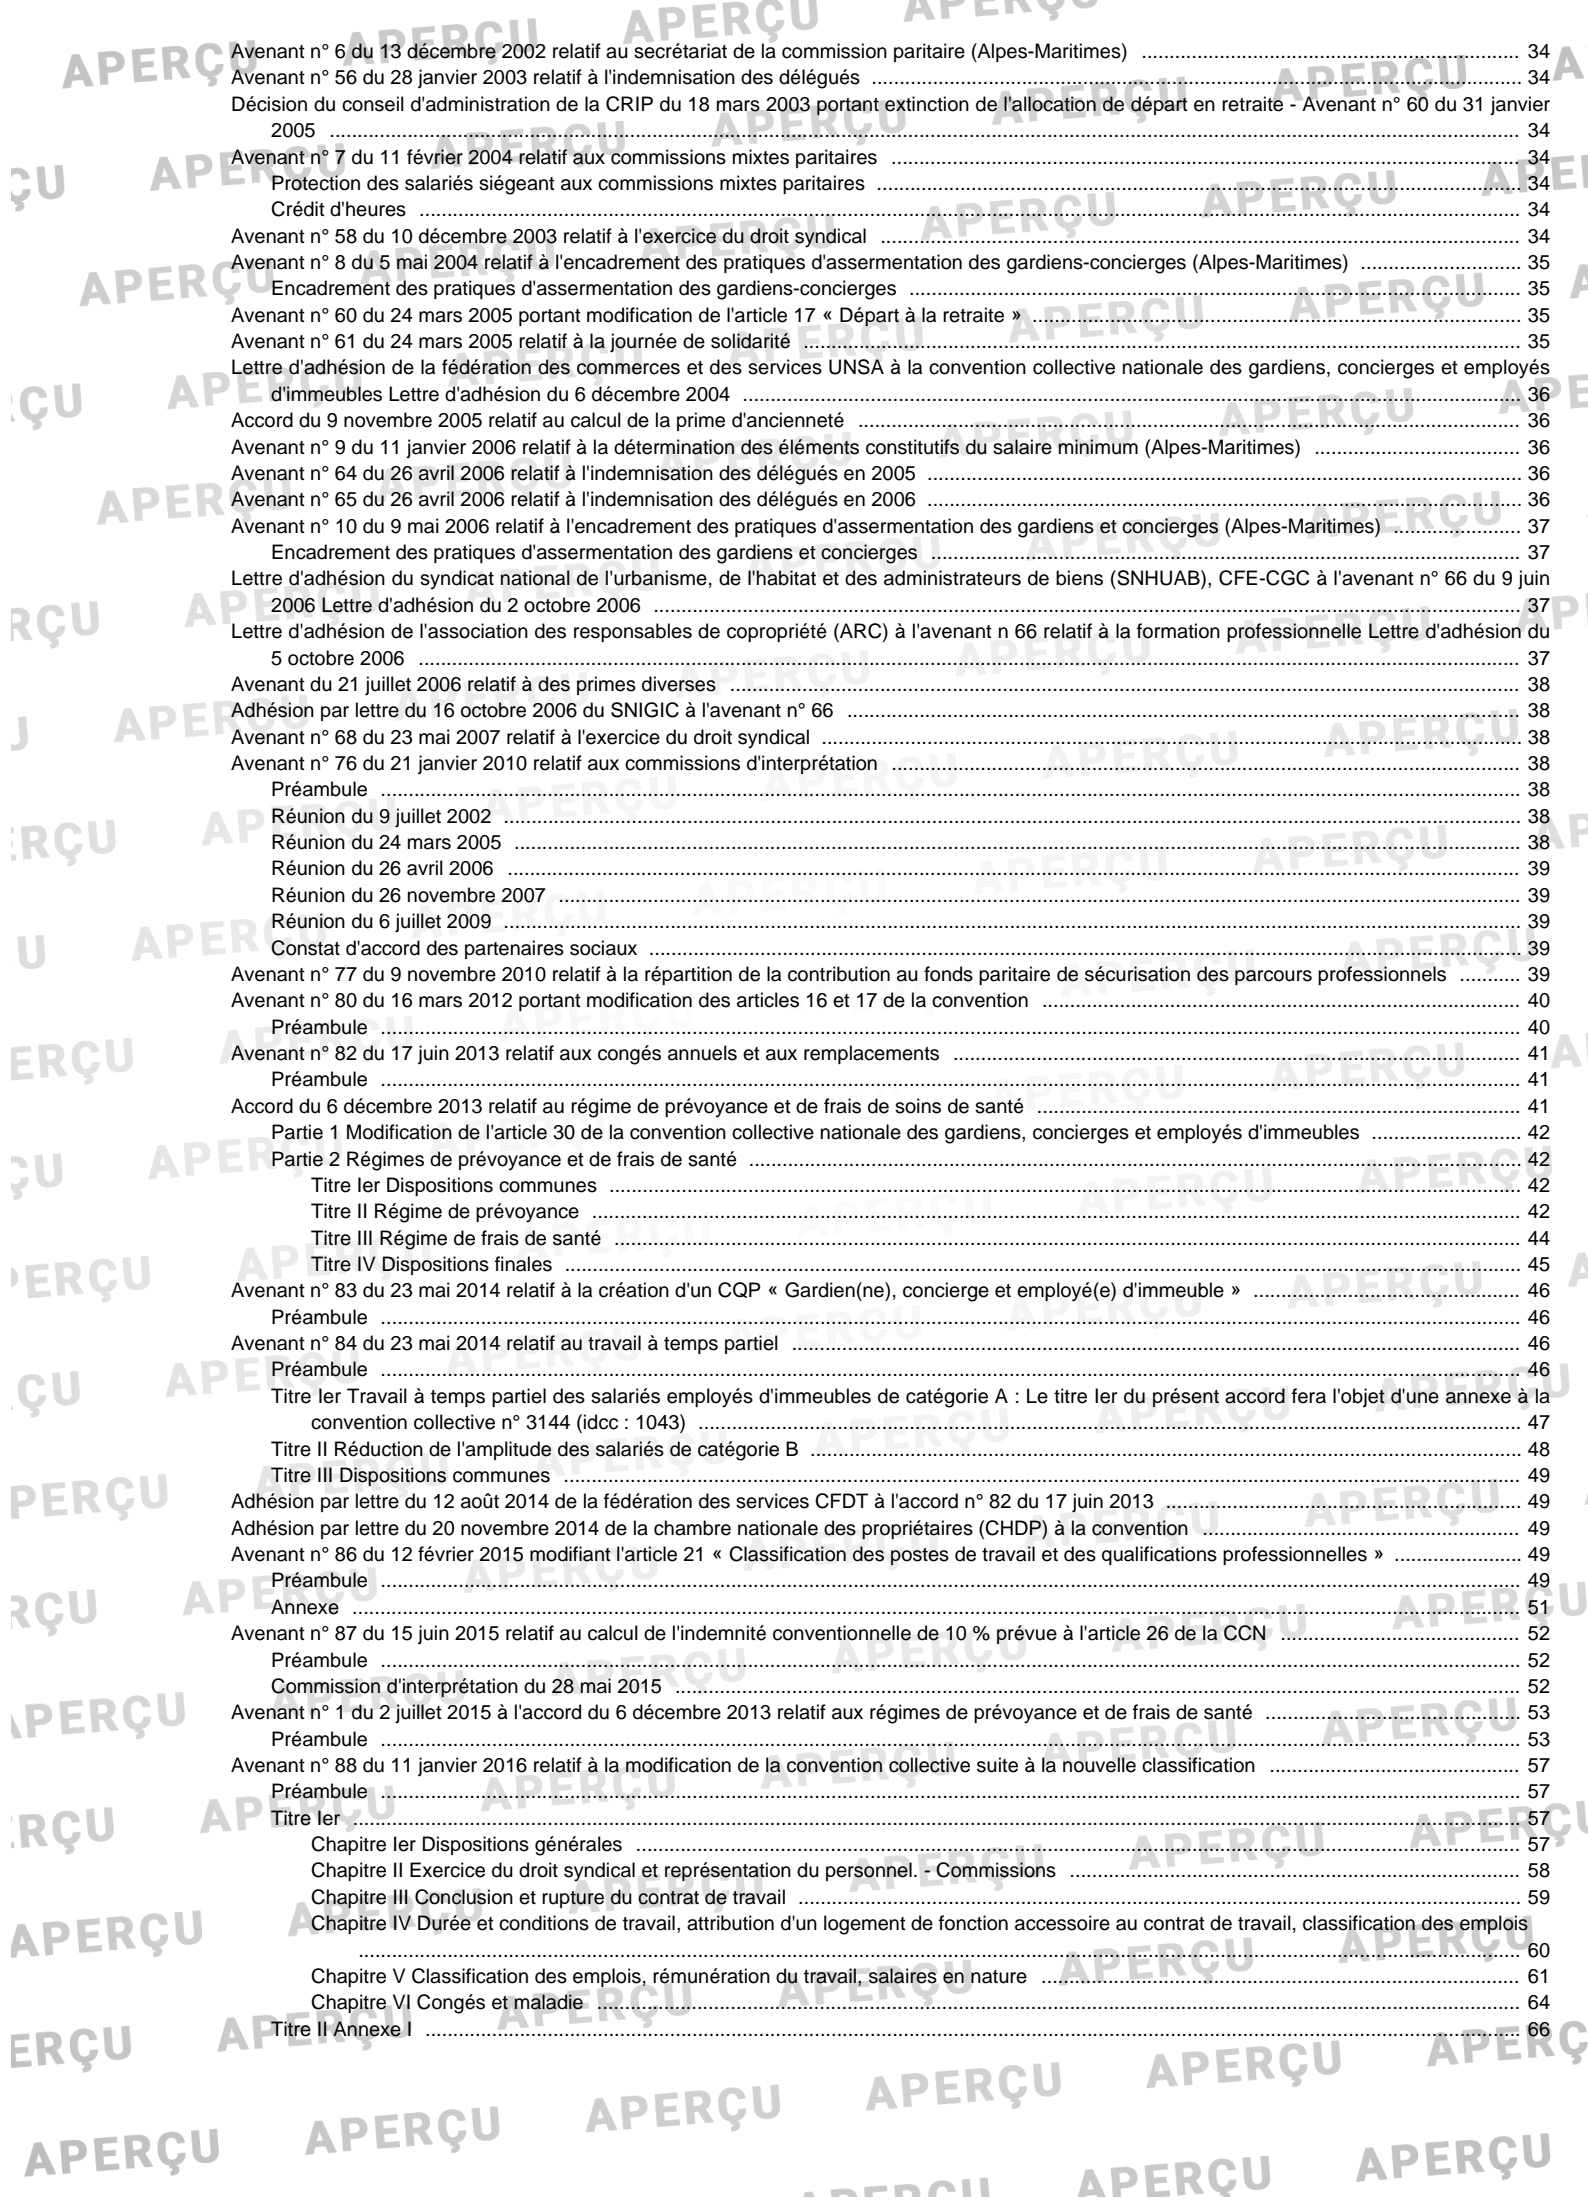 Avenant n° 6 du 13 décembre 2002 relatif au secrétariat de la commission paritaire (Alpes-Maritimes) ........ 34
Avenant n° 56 du 28 janvier 2003 relatif à l'indemnisation des délégués ........ 34
Décision du conseil d'administration de la CRIP du 18 mars 2003 portant extinction de l'allocation de départ en retraite - Avenant n° 60 du 31 janvier
2005 ........ 34
Avenant n° 7 du 11 février 2004 relatif aux commissions mixtes paritaires ........ 34
Protection des salariés siégeant aux commissions mixtes paritaires ........ 34
Crédit d'heures ........ 34
Avenant n° 58 du 10 décembre 2003 relatif à l'exercice du droit syndical ........ 34
Avenant n° 8 du 5 mai 2004 relatif à l'encadrement des pratiques d'assermentation des gardiens-concierges (Alpes-Maritimes) ........ 35
Encadrement des pratiques d'assermentation des gardiens-concierges ........ 35
Avenant n° 60 du 24 mars 2005 portant modification de l'article 17 « Départ à la retraite » ........ 35
Avenant n° 61 du 24 mars 2005 relatif à la journée de solidarité ........ 35
Lettre d'adhésion de la fédération des commerces et des services UNSA à la convention collective nationale des gardiens, concierges et employés
d'immeubles Lettre d'adhésion du 6 décembre 2004 ........ 36
Accord du 9 novembre 2005 relatif au calcul de la prime d'ancienneté ........ 36
Avenant n° 9 du 11 janvier 2006 relatif à la détermination des éléments constitutifs du salaire minimum (Alpes-Maritimes) ........ 36
Avenant n° 64 du 26 avril 2006 relatif à l'indemnisation des délégués en 2005 ........ 36
Avenant n° 65 du 26 avril 2006 relatif à l'indemnisation des délégués en 2006 ........ 36
Avenant n° 10 du 9 mai 2006 relatif à l'encadrement des pratiques d'assermentation des gardiens et concierges (Alpes-Maritimes) ........ 37
Encadrement des pratiques d'assermentation des gardiens et concierges ........ 37
Lettre d'adhésion du syndicat national de l'urbanisme, de l'habitat et des administrateurs de biens (SNHUAB), CFE-CGC à l'avenant n° 66 du 9 juin
2006 Lettre d'adhésion du 2 octobre 2006 ........ 37
Lettre d'adhésion de l'association des responsables de copropriété (ARC) à l'avenant n 66 relatif à la formation professionnelle Lettre d'adhésion du
5 octobre 2006 ........ 37
Avenant du 21 juillet 2006 relatif à des primes diverses ........ 38
Adhésion par lettre du 16 octobre 2006 du SNIGIC à l'avenant n° 66 ........ 38
Avenant n° 68 du 23 mai 2007 relatif à l'exercice du droit syndical ........ 38
Avenant n° 76 du 21 janvier 2010 relatif aux commissions d'interprétation ........ 38
Préambule ........ 38
Réunion du 9 juillet 2002 ........ 38
Réunion du 24 mars 2005 ........ 38
Réunion du 26 avril 2006 ........ 39
Réunion du 26 novembre 2007 ........ 39
Réunion du 6 juillet 2009 ........ 39
Constat d'accord des partenaires sociaux ........ 39
Avenant n° 77 du 9 novembre 2010 relatif à la répartition de la contribution au fonds paritaire de sécurisation des parcours professionnels ........ 39
Avenant n° 80 du 16 mars 2012 portant modification des articles 16 et 17 de la convention ........ 40
Préambule ........ 40
Avenant n° 82 du 17 juin 2013 relatif aux congés annuels et aux remplacements ........ 41
Préambule ........ 41
Accord du 6 décembre 2013 relatif au régime de prévoyance et de frais de soins de santé ........ 41
Partie 1 Modification de l'article 30 de la convention collective nationale des gardiens, concierges et employés d'immeubles ........ 42
Partie 2 Régimes de prévoyance et de frais de santé ........ 42
Titre Ier Dispositions communes ........ 42
Titre II Régime de prévoyance ........ 42
Titre III Régime de frais de santé ........ 44
Titre IV Dispositions finales ........ 45
Avenant n° 83 du 23 mai 2014 relatif à la création d'un CQP « Gardien(ne), concierge et employé(e) d'immeuble » ........ 46
Préambule ........ 46
Avenant n° 84 du 23 mai 2014 relatif au travail à temps partiel ........ 46
Préambule ........ 46
Titre Ier Travail à temps partiel des salariés employés d'immeubles de catégorie A : Le titre Ier du présent accord fera l'objet d'une annexe à la
convention collective n° 3144 (idcc : 1043) ........ 47
Titre II Réduction de l'amplitude des salariés de catégorie B ........ 48
Titre III Dispositions communes ........ 49
Adhésion par lettre du 12 août 2014 de la fédération des services CFDT à l'accord n° 82 du 17 juin 2013 ........ 49
Adhésion par lettre du 20 novembre 2014 de la chambre nationale des propriétaires (CHDP) à la convention ........ 49
Avenant n° 86 du 12 février 2015 modifiant l'article 21 « Classification des postes de travail et des qualifications professionnelles » ........ 49
Préambule ........ 49
Annexe ........ 51
Avenant n° 87 du 15 juin 2015 relatif au calcul de l'indemnité conventionnelle de 10 % prévue à l'article 26 de la CCN ........ 52
Préambule ........ 52
Commission d'interprétation du 28 mai 2015 ........ 52
Avenant n° 1 du 2 juillet 2015 à l'accord du 6 décembre 2013 relatif aux régimes de prévoyance et de frais de santé ........ 53
Préambule ........ 53
Avenant n° 88 du 11 janvier 2016 relatif à la modification de la convention collective suite à la nouvelle classification ........ 57
Préambule ........ 57
Titre Ier ........ 57
Chapitre Ier Dispositions générales ........ 57
Chapitre II Exercice du droit syndical et représentation du personnel. - Commissions ........ 58
Chapitre III Conclusion et rupture du contrat de travail ........ 59
Chapitre IV Durée et conditions de travail, attribution d'un logement de fonction accessoire au contrat de travail, classification des emplois
........ 60
Chapitre V Classification des emplois, rémunération du travail, salaires en nature ........ 61
Chapitre VI Congés et maladie ........ 64
Titre II Annexe I ........ 66
APERÇU